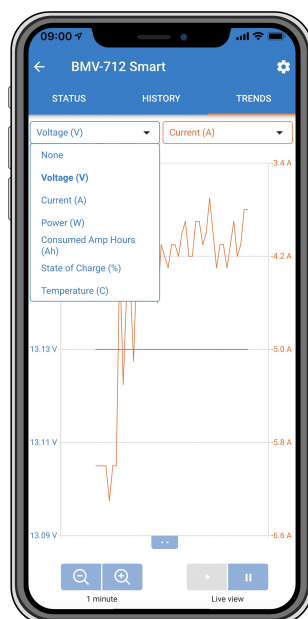 09:00
BMV-712 Smart
STATUS HISTORY TRENDS
Voltage (V) Current (A)
None
Voltage (V)
Current (A)
Power (W)
Consumed Amp Hours
(Ah)
State of Charge (%)
Temperature (C)
-3.4 A
-4.2 A
13.13 V -5.0 A
13.11 V -5.8 A
13.09 V -6.6 A
1 minute Live view